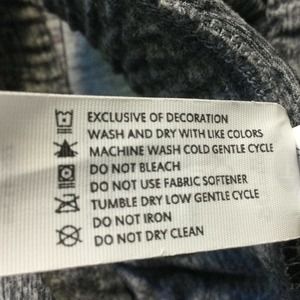 EXCLUSIVE OF DECORATION
WASH AND DRY WITH LIKE COLORS
MACHINE WASH COLD GENTLE CYCLE
DO NOT BLEACH
DO NOT USE FABRIC SOFTENER
TUMBLE DRY LOW GENTLE CYCLE
DO NOT IRON
DO NOT DRY CLEAN